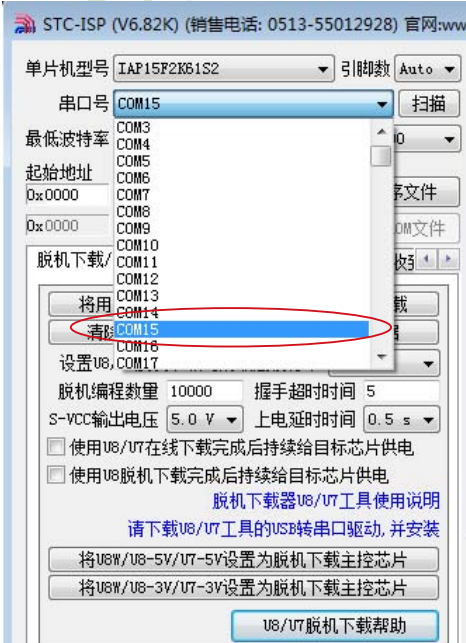 STC-ISP (V6.82K) (销售电话: 0513-55012928) 官网:ww
单片机型号 IAP15F2K61S2 引脚数 Auto
串口号 COM15 扫描
最低波特率 COM3
COM4
起始地址 COM5
COM6
0x0000 COM7 序文件
COM8
0x0000 COM9 OM文件
COM10
脱机下载/ COM11 收到
COM12
将用 COM13 载
COM14
清除 COM15
COM16
设置U8, COM17
脱机编程数量 10000 握手超时时间 5
S-VCC输出电压 5.0 V 上电延时时间 0.5 s
使用U8/U7在线下载完成后持续给目标芯片供电
使用U8脱机下载完成后持续给目标芯片供电
脱机下载器U8/U7工具使用说明
请下载U8/U7工具的USB转串口驱动,并安装
将U8W/U8-5V/U7-5V设置为脱机下载主控芯片
将U8W/U8-3V/U7-3V设置为脱机下载主控芯片
U8/U7脱机下载帮助